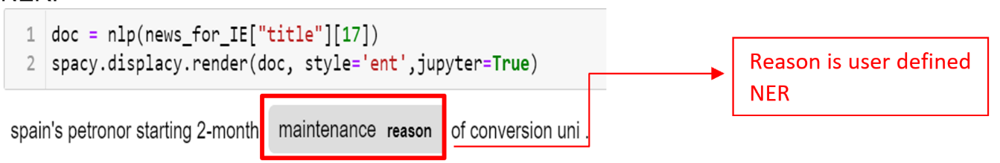 NER:
1 doc = nlp(news_for_IE["title"][17])
2 spacy.displacy.render(doc, style='ent',jupyter=True)
Reason is user defined
NER
spain's petronor starting 2-month maintenance reason of conversion uni .